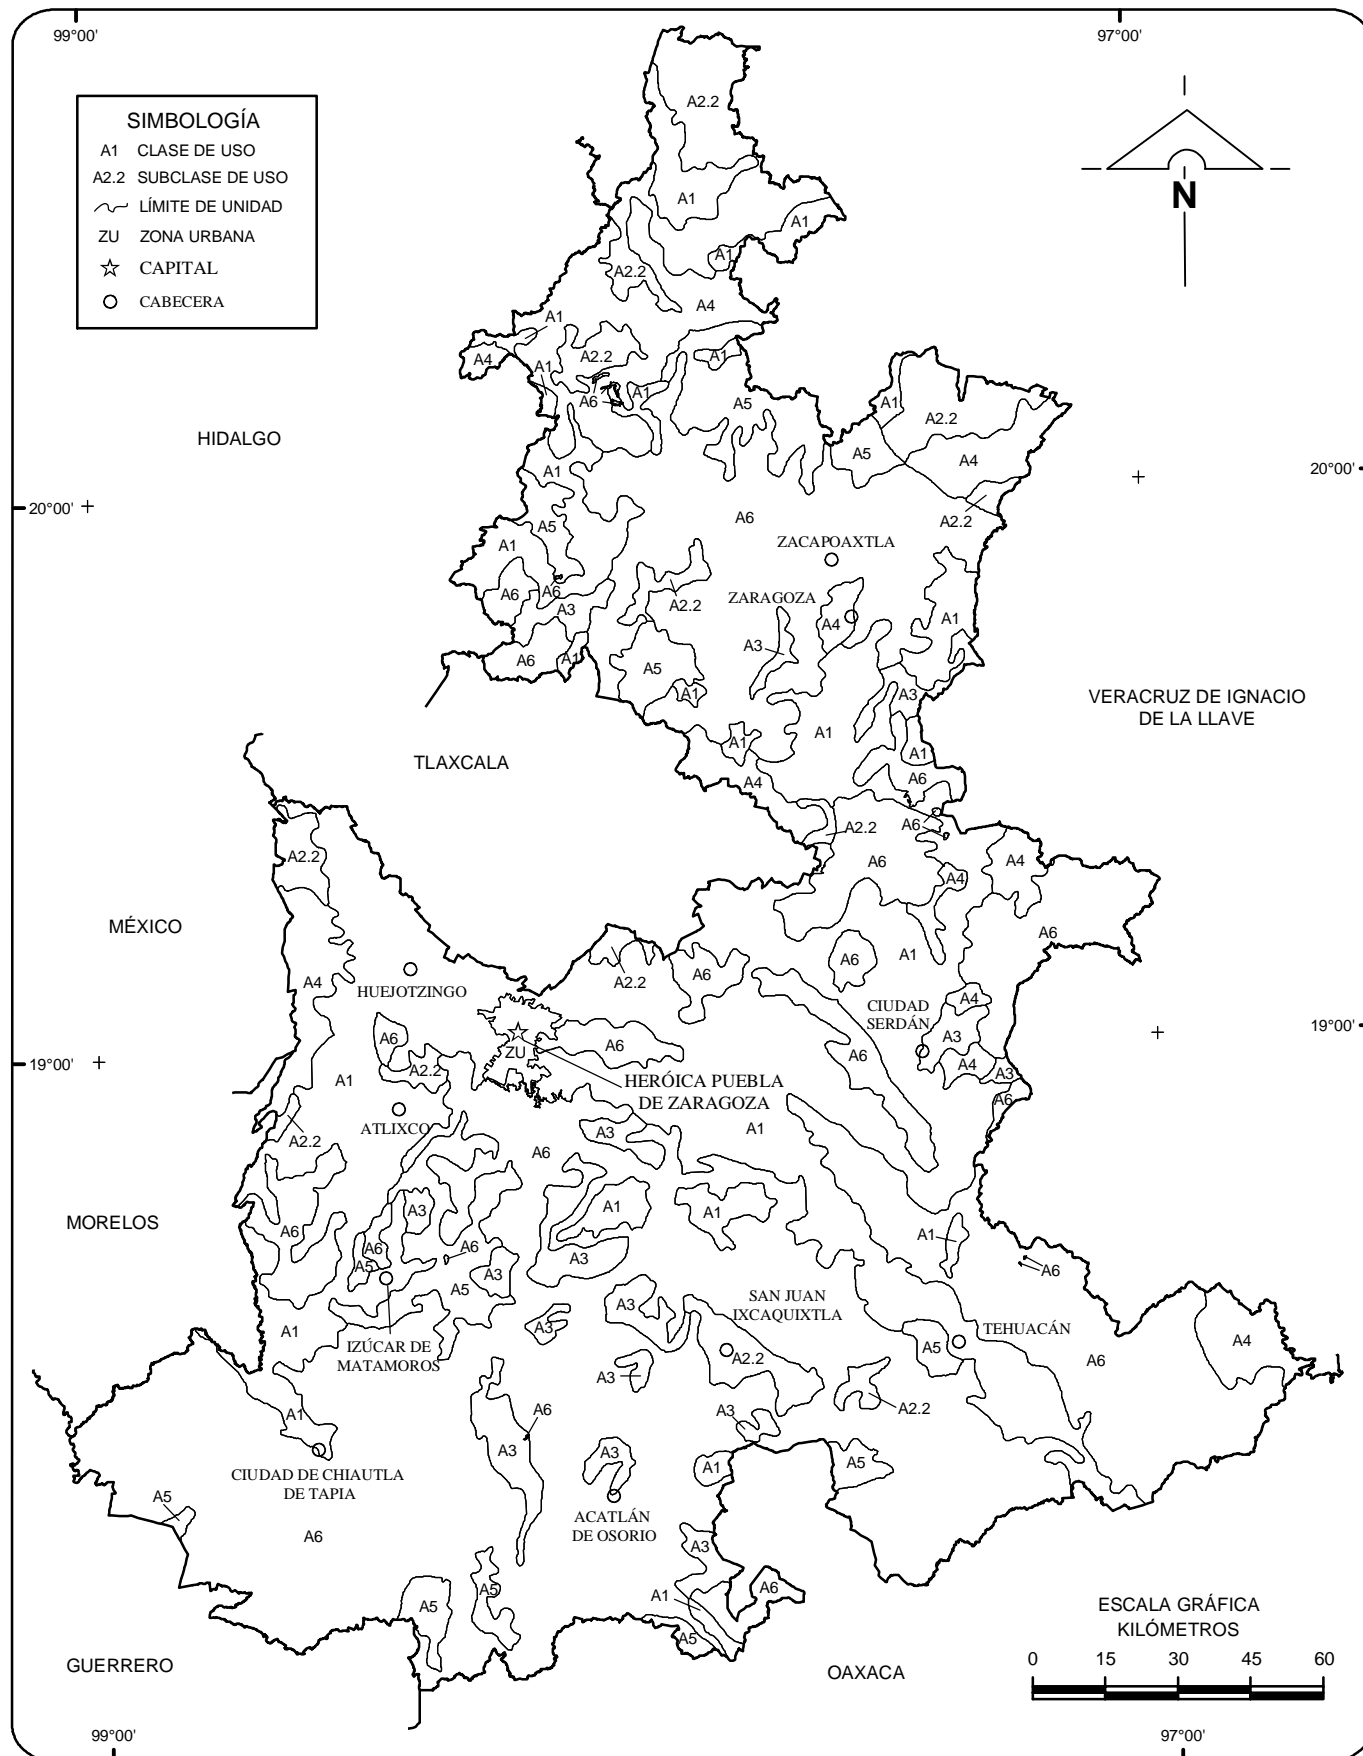 99°00'
97°00'
SIMBOLOGÍA
A1 CLASE DE USO
A2.2 SUBCLASE DE USO
LÍMITE DE UNIDAD
ZU ZONA URBANA
CAPITAL
CABECERA
N
A2.2
A1
A1
A1
A2.2
A4
A1
A4
A1
A2.2
A1
A6
A1
A5
A1
A2.2
A5
A4
A2.2
HIDALGO
20°00'
20°00'
A1
A5
A1
A6
A6
A3
A6
A1
A6
ZACAPOAXTLA
ZARAGOZA
A2.2
A4
A3
A1
A5
A1
A3
VERACRUZ DE IGNACIO
DE LA LLAVE
A1
A1
A1
A6
A4
TLAXCALA
A2.2
A6
A6
A4
A4
A2.2
MÉXICO
A6
A1
A6
A6
A2.2
A4
HUEJOTZINGO
CIUDAD
SERDÁN
A4
A3
A4
A3
A6
19°00'
19°00'
A6
A2.2
ZU
A6
A6
HERÓICA PUEBLA
DE ZARAGOZA
A1
A1
ATLIXCO
A2.2
A3
A6
MORELOS
A3
A1
A1
A1
A6
A6
A5
A6
A3
A3
A5
A6
A3
A3
SAN JUAN
IXCAQUIXTLA
TEHUACÁN
A1
IZÚCAR DE
MATAMOROS
A2.2
A5
A6
A4
A3
A2.2
A1
A6
A3
A3
A3
A1
A5
CIUDAD DE CHIAUTLA
DE TAPIA
A5
A6
ACATLÁN
DE OSORIO
A3
A5
A5
A1
A6
A5
ESCALA GRÁFICA
KILÓMETROS
0 15 30 45 60
GUERRERO
OAXACA
99°00'
97°00'